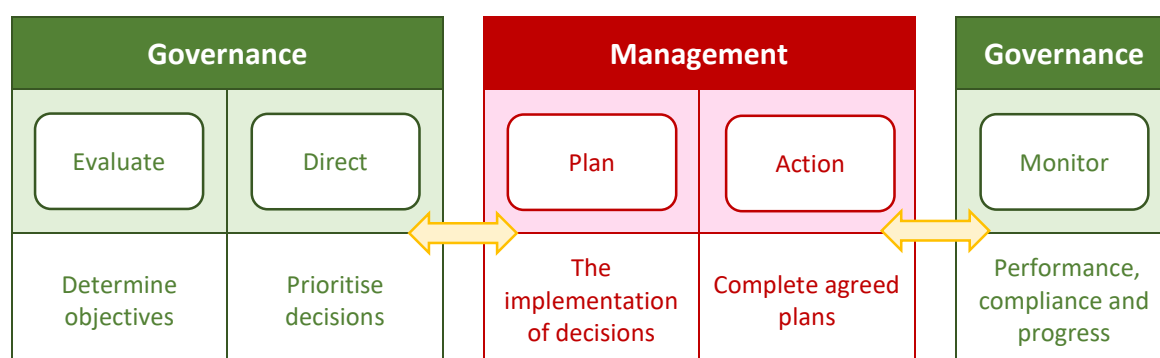 Governance
Management
Governance
Evaluate
Direct
Plan
Action
Monitor
Determine
objectives
Prioritise
decisions
The
implementation
of decisions
Complete agreed
plans
Performance,
compliance and
progress